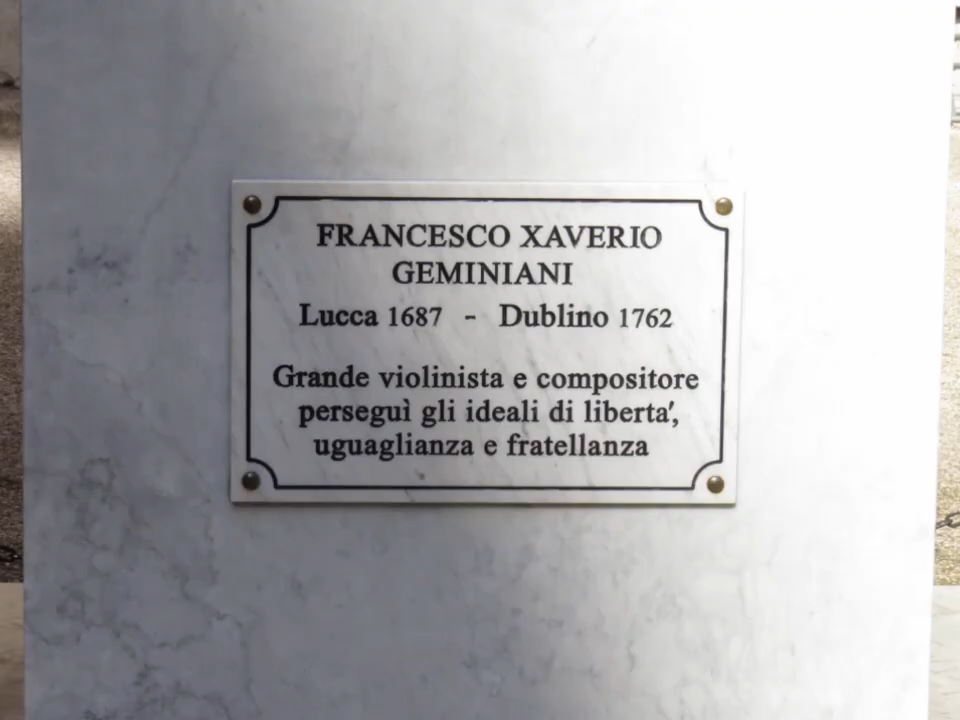 FRANCESCO XAVERIO
GEMINIANI
Lucca 1687 - Dublino 1762
Grande violinista e compositore
perseguì gli ideali di liberta',
uguaglianza e fratellanza